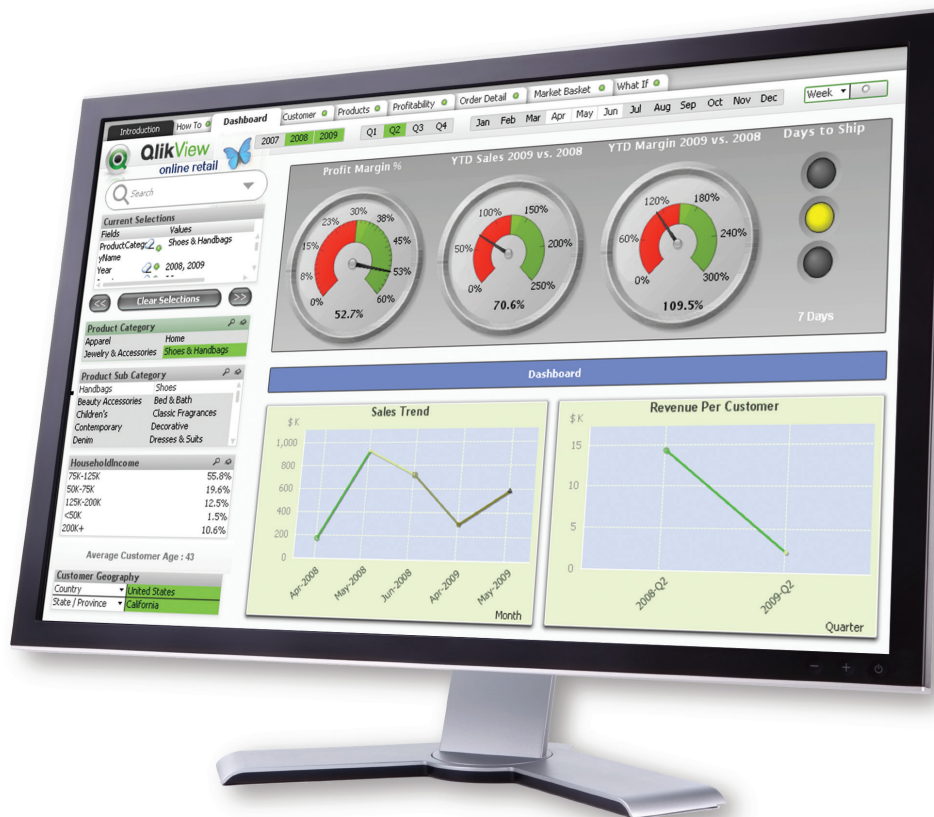 Introduction How To Dashboard Customer Products Profitability Order Detail Market Basket What If
QlikView
online retail
2007 2008 2009 Q1 Q2 Q3 Q4 Jan Feb Mar Apr May Jun Jul Aug Sep Oct Nov Dec Week
Search
Current Selections
Fields Values
ProductCateg Shoes & Handbags
yName
Year 2008, 2009
<< Clear Selections >>
Product Category
Apparel Home
Jewelry & Accessories Shoes & Handbags
Product Sub Category
Handbags Shoes
Beauty Accessories Bed & Bath
Children's Classic Fragrances
Contemporary Decorative
Denim Dresses & Suits
HouseholdIncome
75K-125K 55.8%
50K-75K 19.6%
125K-200K 12.5%
<50K 1.5%
200K+ 10.6%
Average Customer Age : 43
Customer Geography
Country United States
State / Province California
Profit Margin %
0% 8% 15% 23% 30% 38% 45% 53% 60%
52.7%
YTD Sales 2009 vs. 2008
0% 50% 100% 150% 200% 250%
70.6%
YTD Margin 2009 vs. 2008
0% 60% 120% 180% 240% 300%
109.5%
Days to Ship
7 Days
Dashboard
Sales Trend
$ K
1,000
800
600
400
200
0
Apr-2008 May-2008 Jun-2008 Apr-2009 May-2009
Month
Revenue Per Customer
$ K
15
10
5
0
2008-Q2 2009-Q2
Quarter